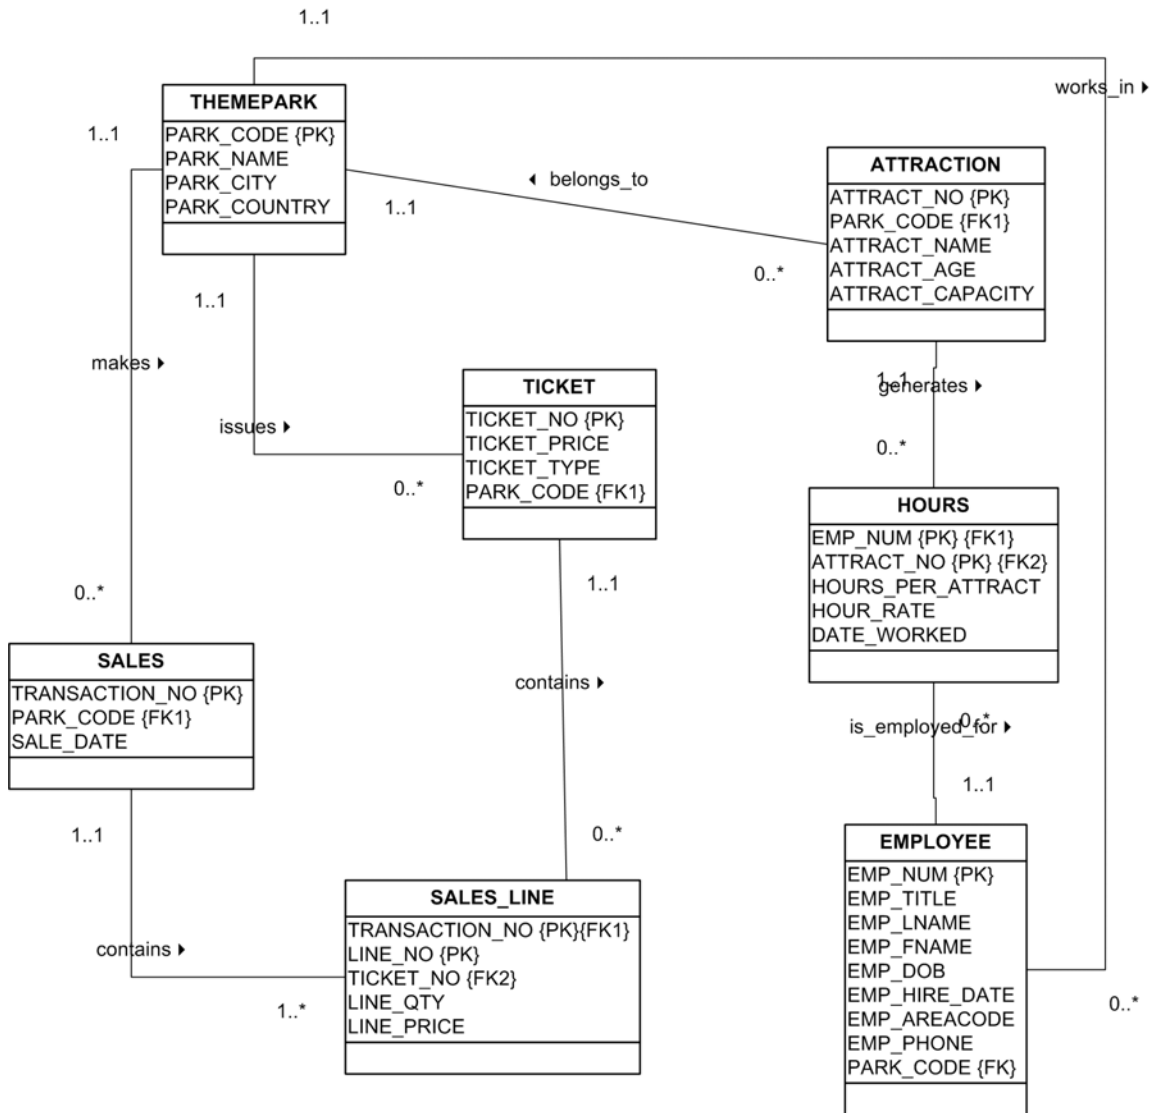 1..1
works_in
THEMEPARK
PARK_CODE {PK}
PARK_NAME
PARK_CITY
PARK_COUNTRY
1..1
belongs_to
1..1
ATTRACTION
ATTRACT_NO {PK}
PARK_CODE {FK1}
ATTRACT_NAME
ATTRACT_AGE
ATTRACT_CAPACITY
0..*
1..1
makes
issues
0..*
TICKET
TICKET_NO {PK}
TICKET_PRICE
TICKET_TYPE
PARK_CODE {FK1}
1..1
generates
0..*
HOURS
EMP_NUM {PK} {FK1}
ATTRACT_NO {PK} {FK2}
HOURS_PER_ATTRACT
HOUR_RATE
DATE_WORKED
1..1
0..*
SALES
TRANSACTION_NO {PK}
PARK_CODE {FK1}
SALE_DATE
contains
0..*
is_employed_for
1..1
1..1
0..*
EMPLOYEE
EMP_NUM {PK}
EMP_TITLE
EMP_LNAME
EMP_FNAME
EMP_DOB
EMP_HIRE_DATE
EMP_AREACODE
EMP_PHONE
PARK_CODE {FK}
0..*
SALES_LINE
TRANSACTION_NO {PK}{FK1}
LINE_NO {PK}
TICKET_NO {FK2}
LINE_QTY
LINE_PRICE
contains
1..*